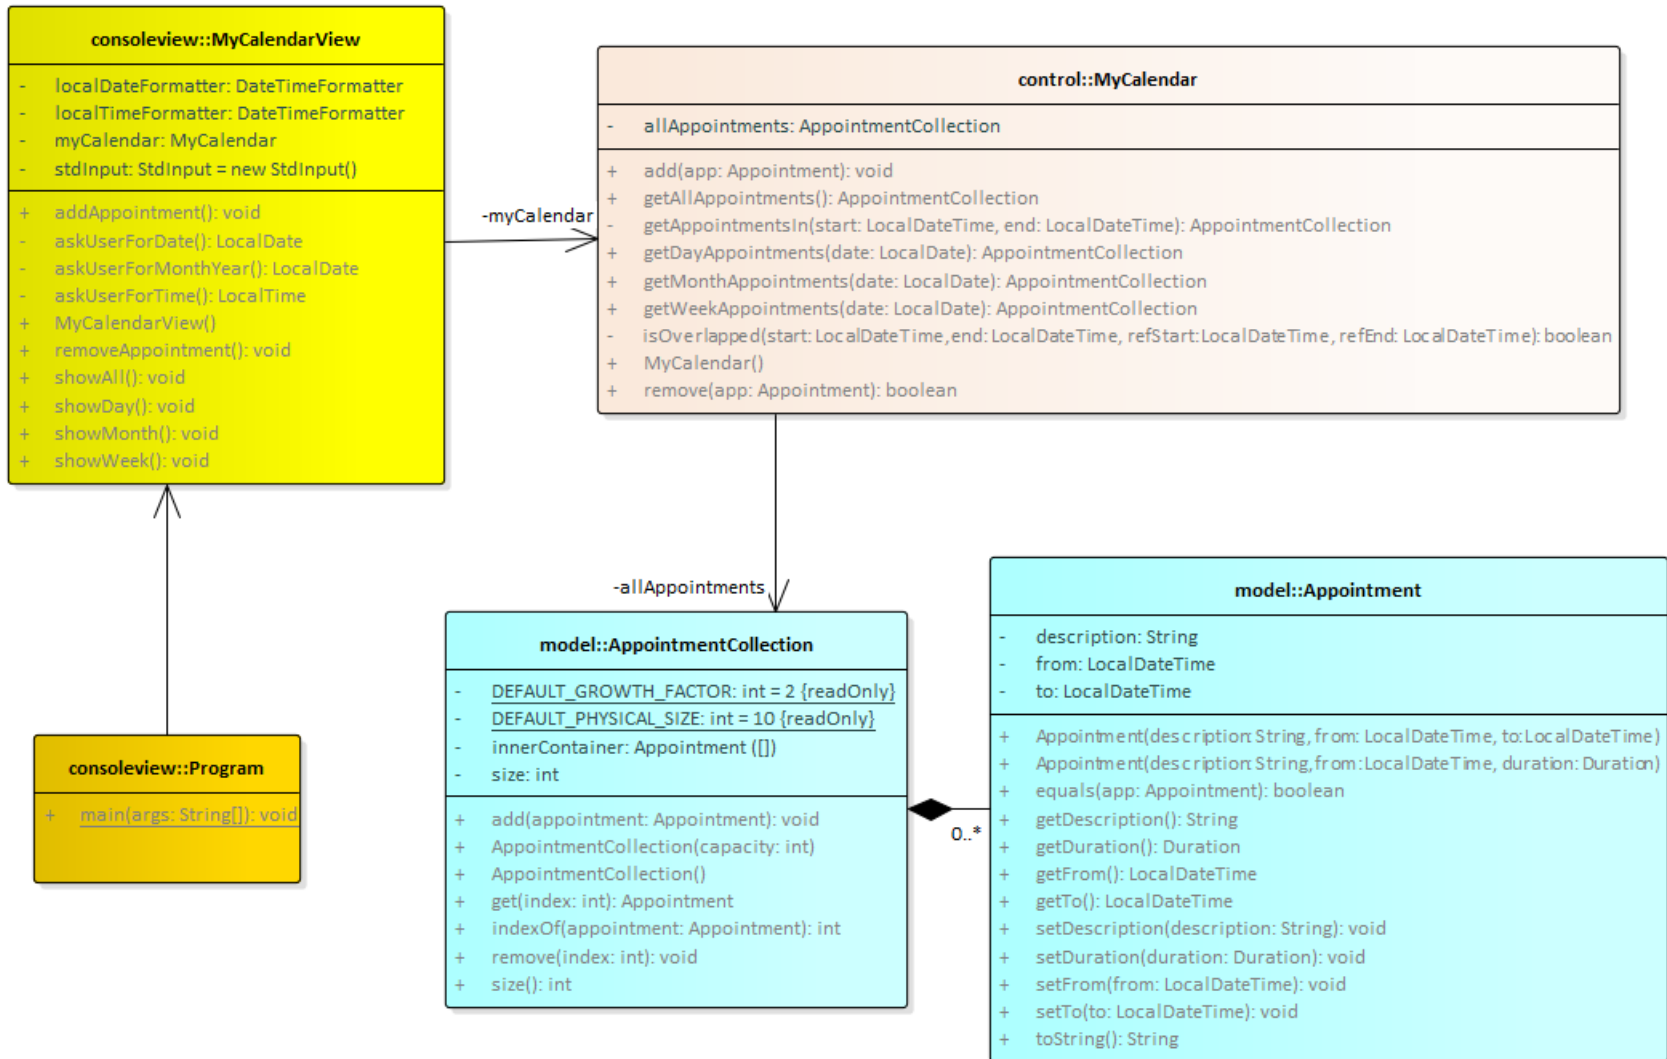 consoleview::MyCalendarView
- localDateFormatter: DateTimeFormatter
- localTimeFormatter: DateTimeFormatter
- myCalendar: MyCalendar
- stdInput: StdInput = new StdInput()
+ addAppointment(): void
- askUserForDate(): LocalDate
- askUserForMonthYear(): LocalDate
- askUserForTime(): LocalTime
+ MyCalendarView()
+ removeAppointment(): void
+ showAll(): void
+ showDay(): void
+ showMonth(): void
+ showWeek(): void
-myCalendar
control::MyCalendar
- allAppointments: AppointmentCollection
+ add(app: Appointment): void
+ getAllAppointments(): AppointmentCollection
- getAppointmentsIn(start: LocalDateTime, end: LocalDateTime): AppointmentCollection
+ getDayAppointments(date: LocalDate): AppointmentCollection
+ getMonthAppointments(date: LocalDate): AppointmentCollection
+ getWeekAppointments(date: LocalDate): AppointmentCollection
- isOverlapped(start: LocalDateTime,end: LocalDateTime, refStart:LocalDateTime, refEnd: LocalDateTime): boolean
+ MyCalendar()
+ remove(app: Appointment): boolean
-allAppointments
consoleview::Program
+ main(args: String[]): void
model::AppointmentCollection
- DEFAULT_GROWTH_FACTOR: int = 2 {readOnly}
- DEFAULT_PHYSICAL_SIZE: int = 10 {readOnly}
- innerContainer: Appointment ([])
- size: int
+ add(appointment: Appointment): void
+ AppointmentCollection(capacity: int)
+ AppointmentCollection()
+ get(index: int): Appointment
+ indexOf(appointment: Appointment): int
+ remove(index: int): void
+ size(): int
0..*
model::Appointment
- description: String
- from: LocalDateTime
- to: LocalDateTime
+ Appointment(description:String, from: LocalDateTime, to:LocalDateTime)
+ Appointment(description:String,from:LocalDateTime, duration: Duration)
+ equals(app: Appointment): boolean
+ getDescription(): String
+ getDuration(): Duration
+ getFrom(): LocalDateTime
+ getTo(): LocalDateTime
+ setDescription(description: String): void
+ setDuration(duration: Duration): void
+ setFrom(from: LocalDateTime): void
+ setTo(to: LocalDateTime): void
+ toString(): String